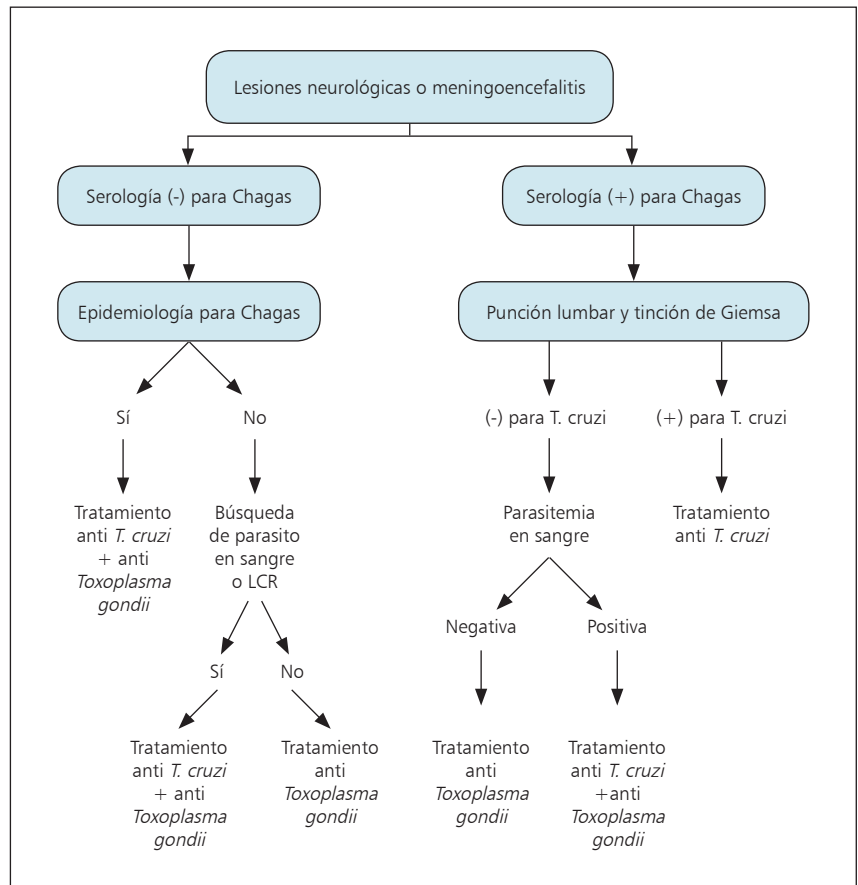 Lesiones neurológicas o meningoencefalitis
Serología (-) para Chagas
Serología (+) para Chagas
Epidemiología para Chagas
Punción lumbar y tinción de Giemsa
Sí
No
(-) para T. cruzi
(+) para T. cruzi
Tratamiento
anti T. cruzi
+ anti
Toxoplasma
gondii
Búsqueda
de parasito
en sangre
o LCR
Parasitemia
en sangre
Tratamiento
anti T. cruzi
Negativa
Positiva
Sí
No
Tratamiento
anti T. cruzi
+ anti
Toxoplasma
gondii
Tratamiento
anti
Toxoplasma
gondii
Tratamiento
anti
Toxoplasma
gondii
Tratamiento
anti T. cruzi
+anti
Toxoplasma
gondii